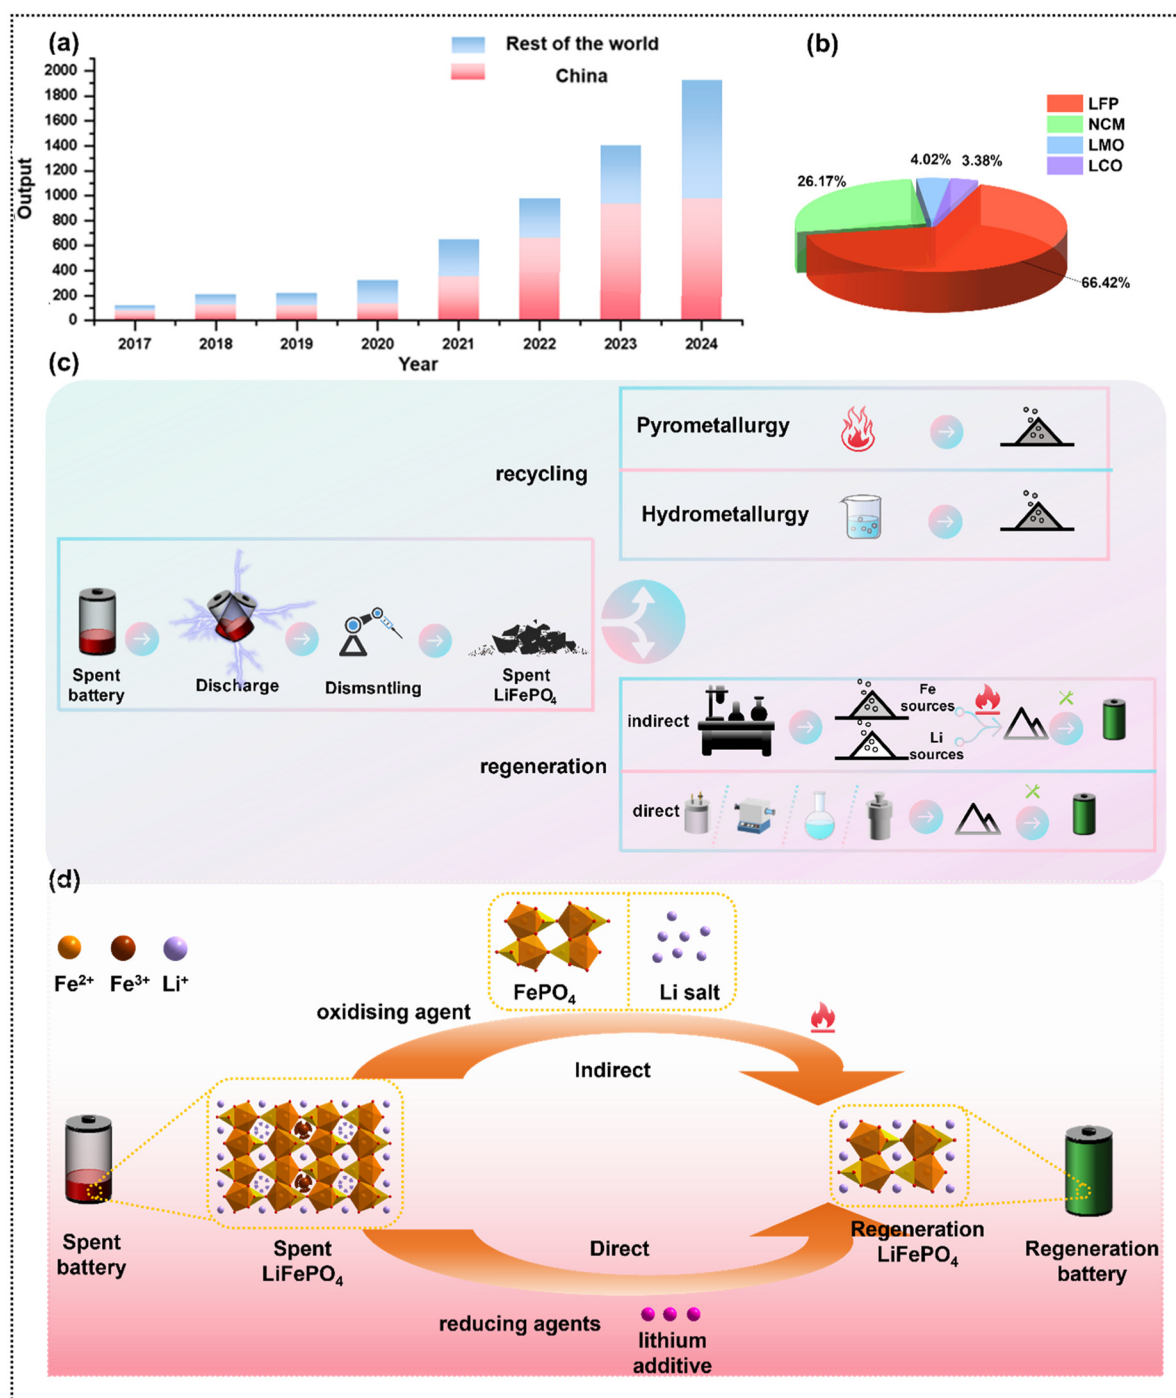 (a)
Rest of the world
China
2000
1800
1600
1400
1200
1000
800
600
400
200
0
Output
2017 2018 2019 2020 2021 2022 2023 2024
Year
(b)
LFP
NCM
LMO
LCO
4.02% 3.38%
26.17%
66.42%
(c)
recycling
Pyrometallurgy
Hydrometallurgy
Spent
battery
Discharge
Dismsntling
Spent
LiFePO₄
regeneration
indirect
Fe
sources
Li
sources
direct
(d)
Fe²⁺ Fe³⁺ Li⁺
FePO₄ Li salt
oxidising agent
Indirect
Spent
battery
Spent
LiFePO₄
Direct
Regeneration
LiFePO₄
Regeneration
battery
reducing agents
lithium
additive